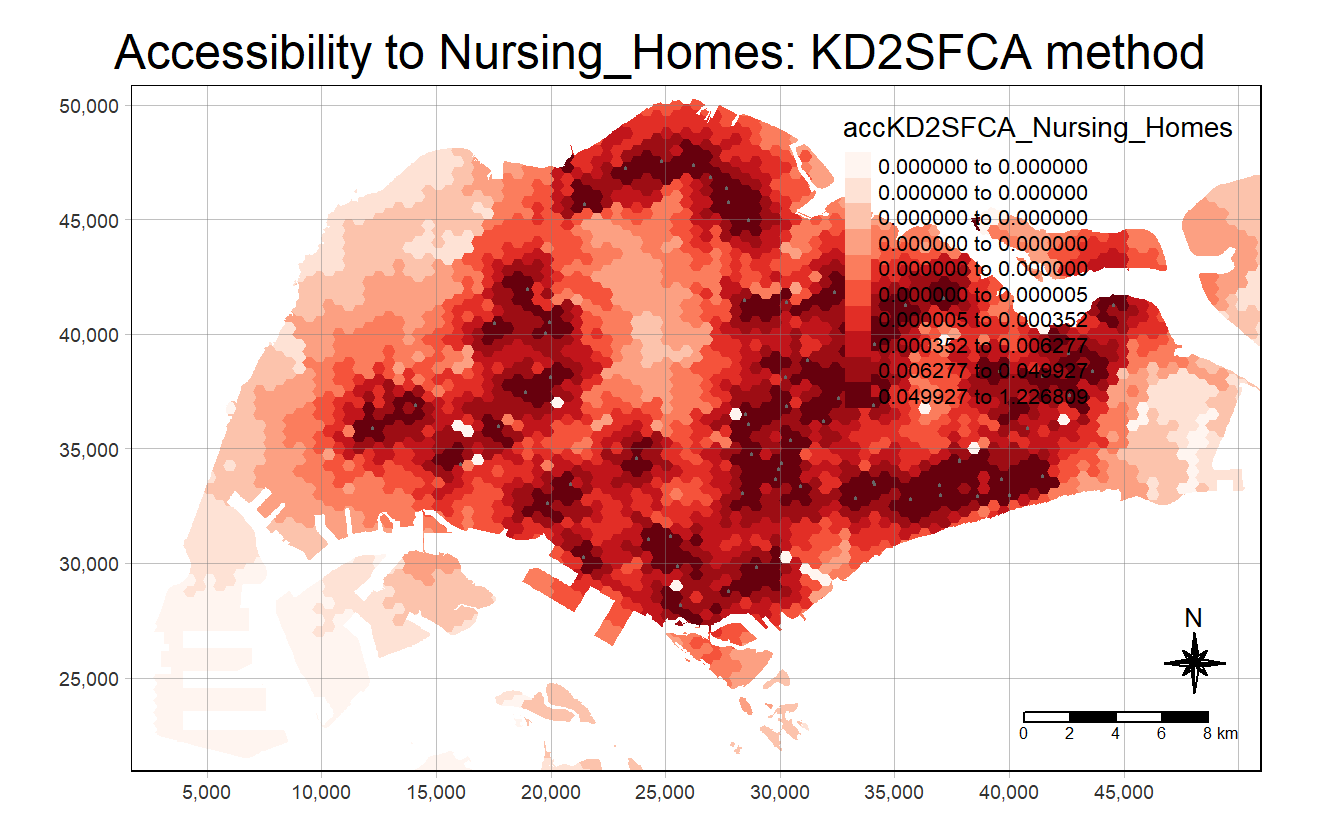 Accessibility to Nursing_Homes: KD2SFCA method
50,000
45,000
40,000
35,000
30,000
25,000
accKD2SFCA_Nursing_Homes
0.000000 to 0.000000
0.000000 to 0.000000
0.000000 to 0.000000
0.000000 to 0.000000
0.000000 to 0.000000
0.000000 to 0.000005
0.000005 to 0.000352
0.000352 to 0.006277
0.006277 to 0.049927
0.049927 to 1.226809
N
0 2 4 6 8 km
5,000 10,000 15,000 20,000 25,000 30,000 35,000 40,000 45,000